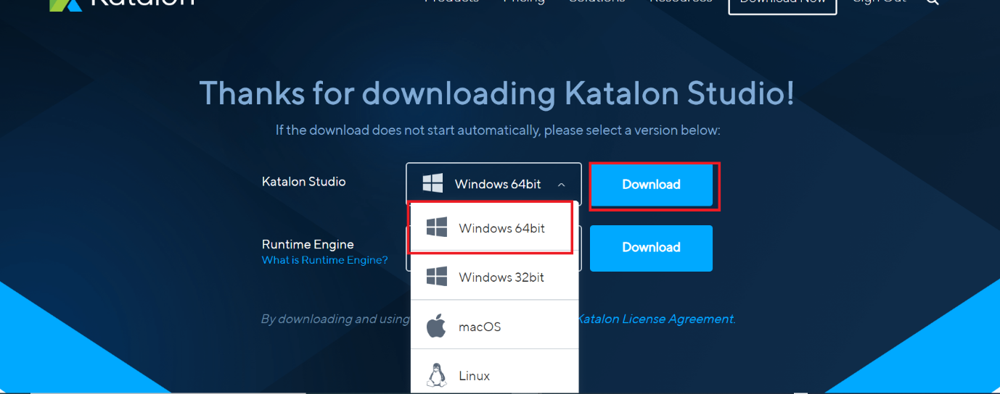 Katalon
Products Pricing Solutions Resources Download Now Sign Out
Thanks for downloading Katalon Studio!
If the download does not start automatically, please select a version below:
Katalon Studio
Windows 64bit
Download
Windows 64bit
Runtime Engine
Download
What is Runtime Engine?
Windows 32bit
By downloading and using
Katalon License Agreement.
macOS
Linux